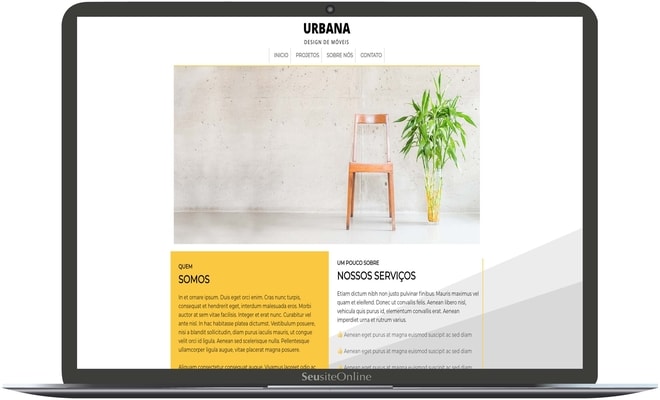 URBANA
DESIGN DE MÓVEIS
INICIO PROJETOS SOBRE NÓS CONTATO
QUEM
SOMOS
In et ornare ipsum. Duis eget orci enim. Cras nunc turpis,
consequat et hendrerit eget, interdum malesuada eros. Morbi
auctor at sem vitae facilisis. Integer et erat nunc. Curabitur vel
ante nisl. In hac habitasse platea dictumst. Vestibulum posuere,
nisi a blandit sollicitudin, diam purus iaculis mauris, ut congue
velit orci id ligula. Aenean sed scelerisque nulla. Pellentesque
ullamcorper ligula augue, vitae placerat magna posuere.
Aliquam consectetur consequat augue. Vivamus laoreet odio ac
UM POUCO SOBRE
NOSSOS SERVIÇOS
Etiam dictum nibh non justo pulvinar finibus. Mauris maximus vel
quam et eleifend. Donec ut convallis felis. Aenean libero nisl,
vehicula quis purus id, elementum convallis erat. Aenean
imperdiet urna et rutrum varius.
Aenean eget purus at magna euismod suscipit ac sed diam
Aenean eget purus at magna euismod suscipit ac sed diam
Aenean eget purus at magna euismod suscipit ac sed diam
SeusiteOnline